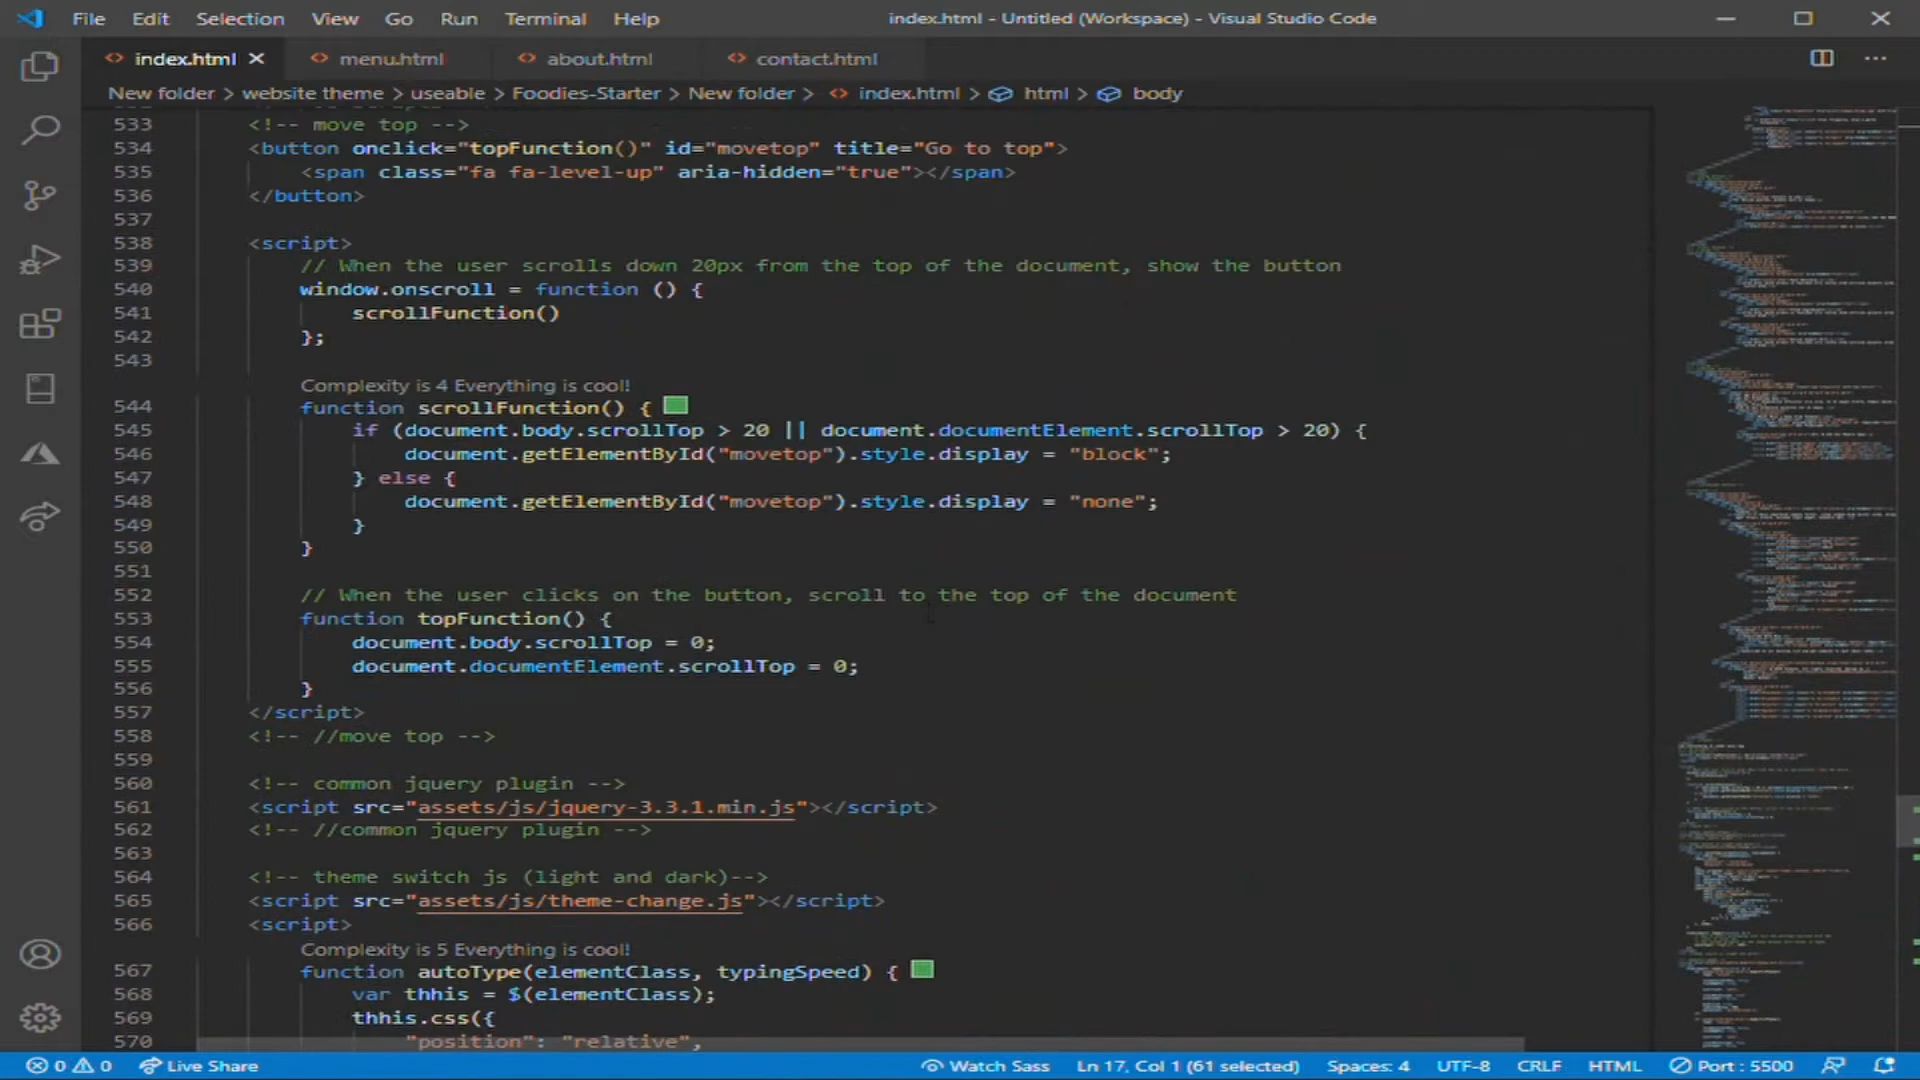 File Edit Selection View Go Run Terminal Help index.html - Untitled (Workspace) - Visual Studio Code
index.html menu.html about.html contact.html
New folder > website theme > useable > Foodies-Starter > New folder > index.html > html > body
533 <!-- move top -->
534 <button onclick="topFunction()" id="movetop" title="Go to top">
535 <span class="fa fa-level-up" aria-hidden="true"></span>
536 </button>
537
538 <script>
539 // When the user scrolls down 20px from the top of the document, show the button
540 window.onscroll = function () {
541 scrollFunction()
542 };
543
Complexity is 4 Everything is cool!
544 function scrollFunction() {
545 if (document.body.scrollTop > 20 || document.documentElement.scrollTop > 20) {
546 document.getElementById("movetop").style.display = "block";
547 } else {
548 document.getElementById("movetop").style.display = "none";
549 }
550 }
551
552 // When the user clicks on the button, scroll to the top of the document
553 function topFunction() {
554 document.body.scrollTop = 0;
555 document.documentElement.scrollTop = 0;
556 }
557 </script>
558 <!-- //move top -->
559
560 <!-- common jquery plugin -->
561 <script src="assets/js/jquery-3.3.1.min.js"></script>
562 <!-- //common jquery plugin -->
563
564 <!-- theme switch js (light and dark)-->
565 <script src="assets/js/theme-change.js"></script>
566 <script>
Complexity is 5 Everything is cool!
567 function autoType(elementClass, typingSpeed) {
568 var thhis = $(elementClass);
569 thhis.css({
570 "position": "relative",
0 0 Live Share Watch Sass Ln 17, Col 1 (61 selected) Spaces: 4 UTF-8 CRLF HTML Port : 5500